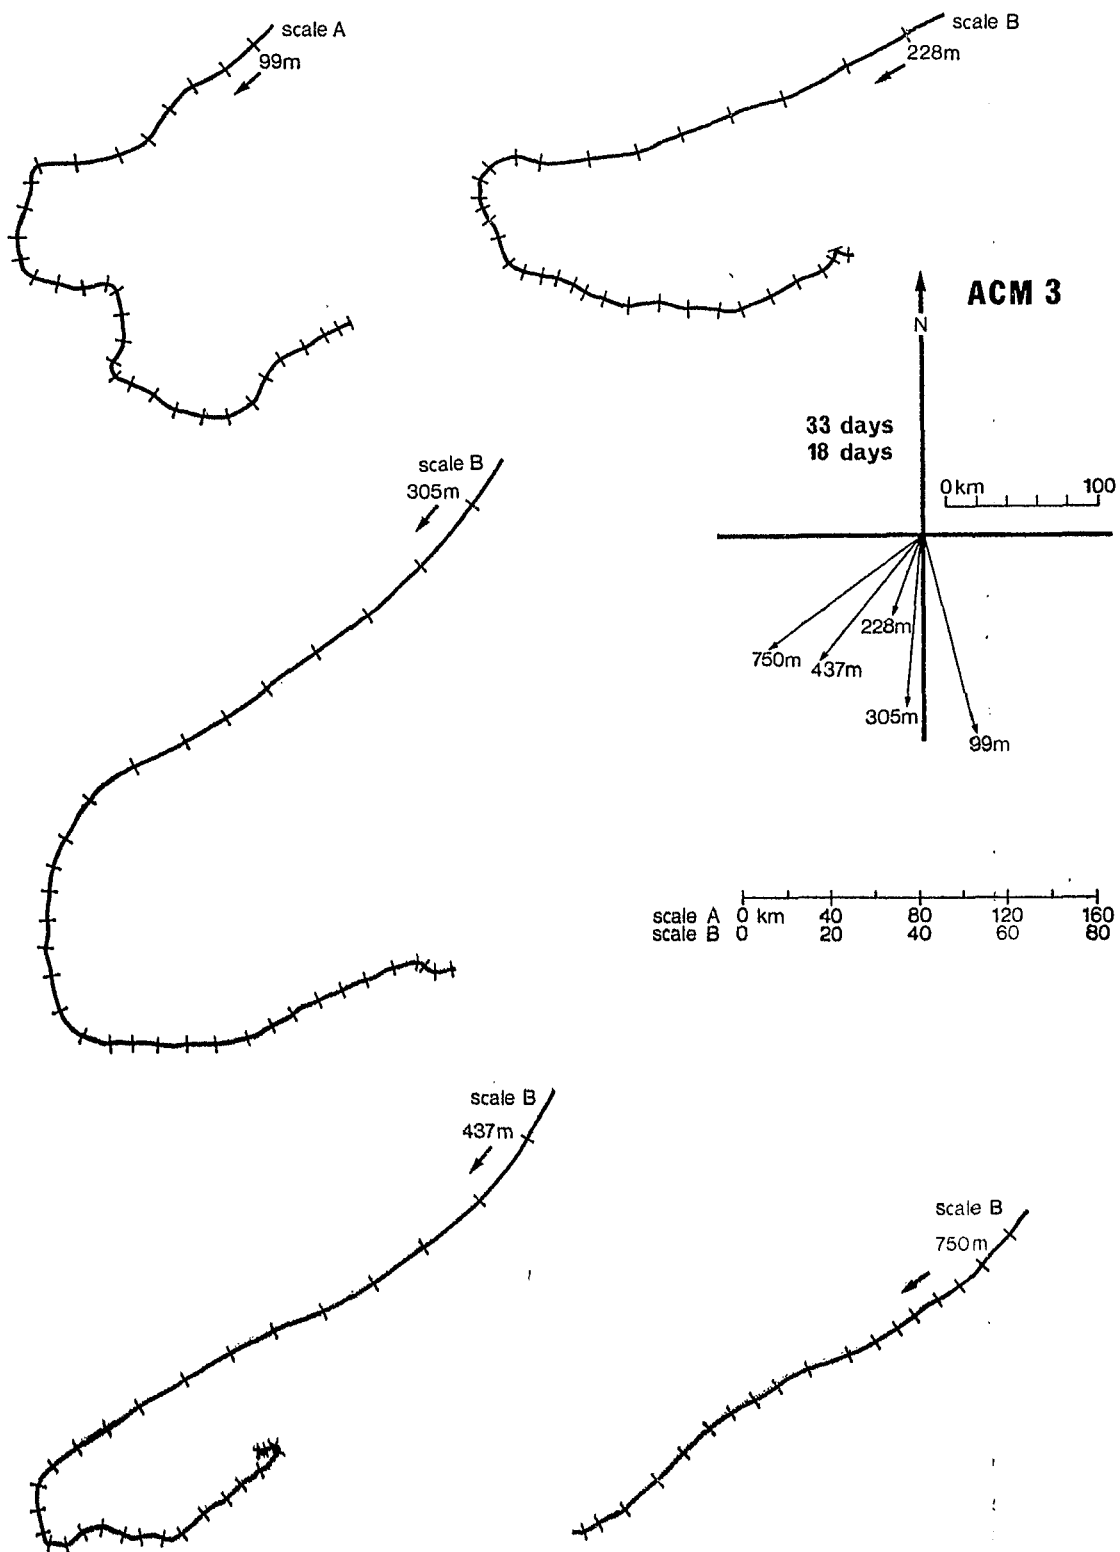 scale A
99m
scale B
228m
ACM 3
N
33 days
18 days
0 km 100
scale B
305m
228m
750m
437m
305m
99m
scale A 0 km 40 80 120 160
scale B 0 20 40 60 80
scale B
437m
scale B
750m